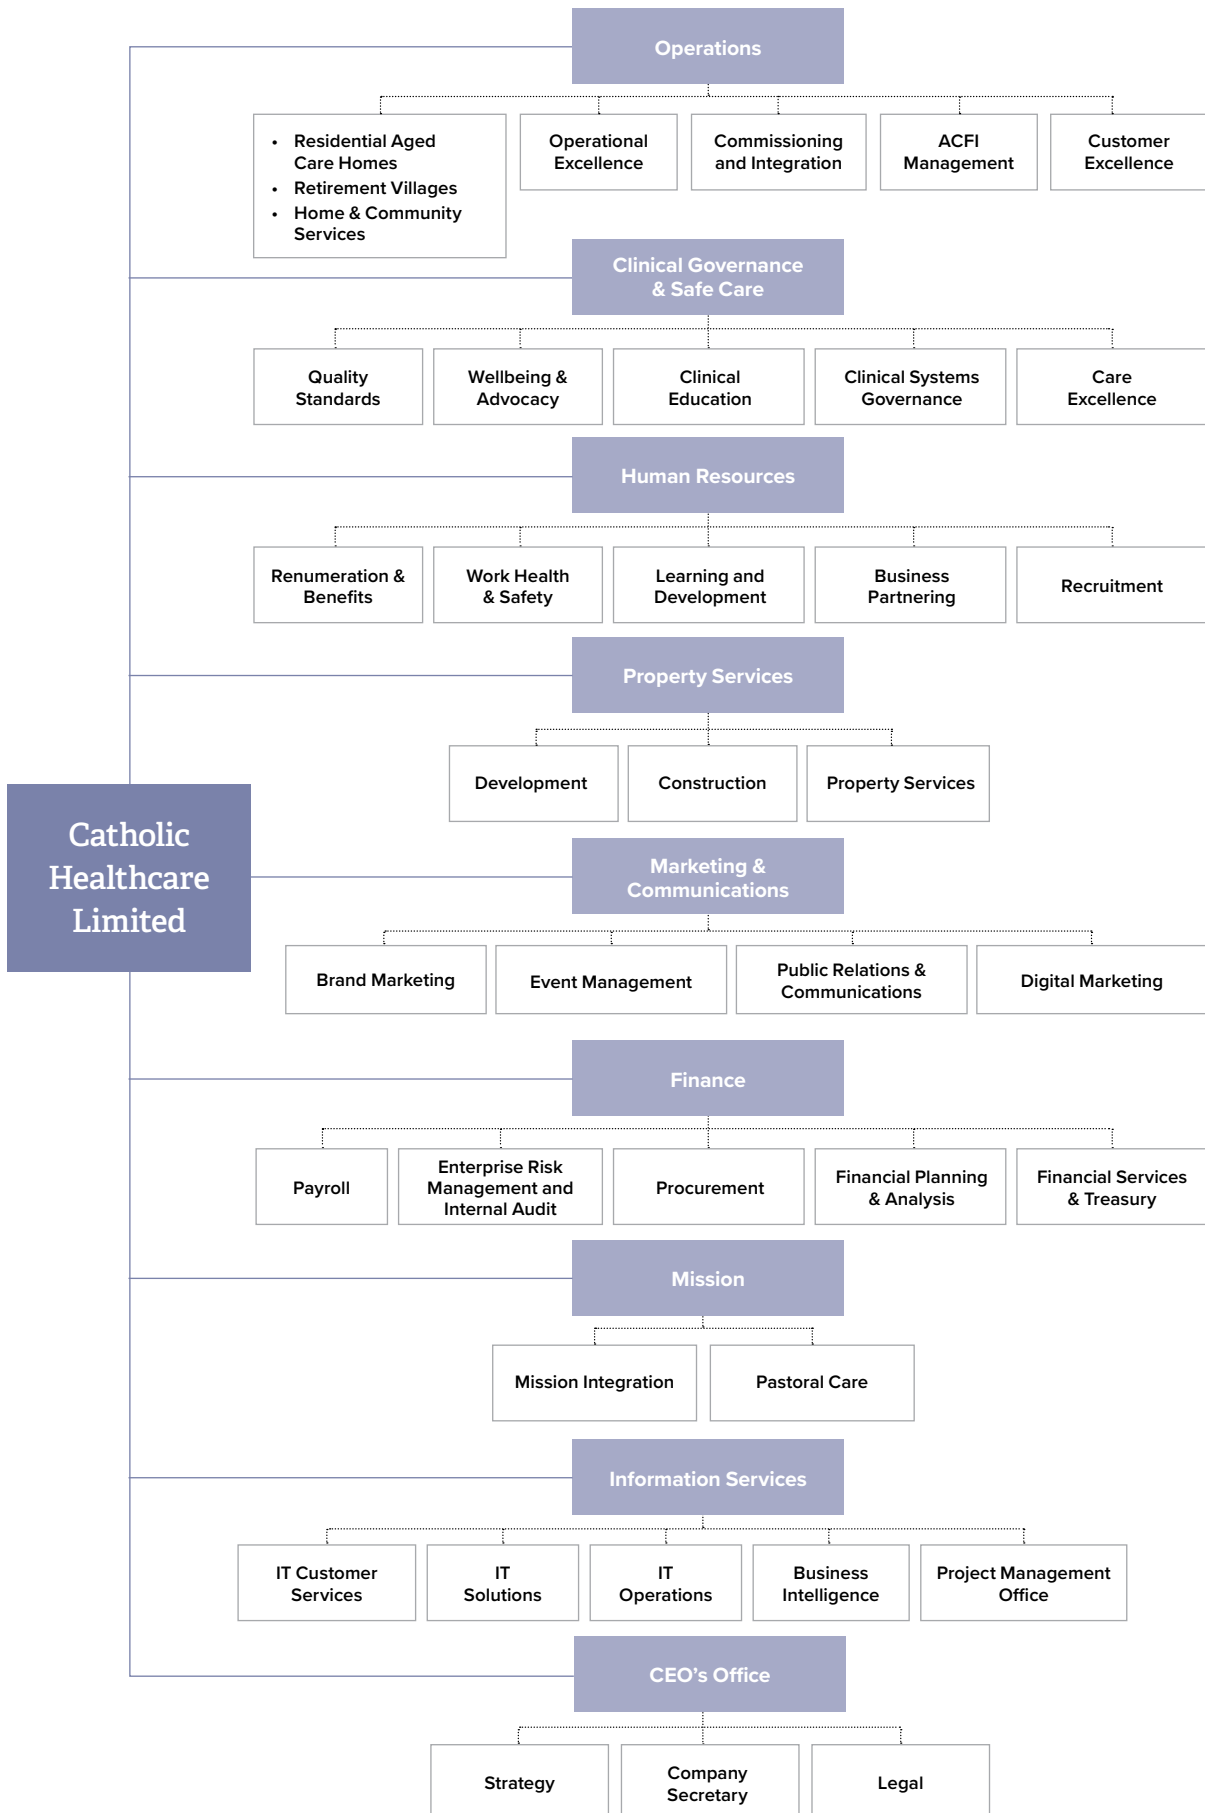 Operations
• Residential Aged
Care Homes
• Retirement Villages
• Home & Community
Services
Operational
Excellence
Commissioning
and Integration
ACFI
Management
Customer
Excellence
Clinical Governance
& Safe Care
Quality
Standards
Wellbeing &
Advocacy
Clinical
Education
Clinical Systems
Governance
Care
Excellence
Human Resources
Renumeration &
Benefits
Work Health
& Safety
Learning and
Development
Business
Partnering
Recruitment
Property Services
Development
Construction
Property Services
Catholic
Healthcare
Limited
Marketing &
Communications
Brand Marketing
Event Management
Public Relations &
Communications
Digital Marketing
Finance
Payroll
Enterprise Risk
Management and
Internal Audit
Procurement
Financial Planning
& Analysis
Financial Services
& Treasury
Mission
Mission Integration
Pastoral Care
Information Services
IT Customer
Services
IT
Solutions
IT
Operations
Business
Intelligence
Project Management
Office
CEO’s Office
Strategy
Company
Secretary
Legal